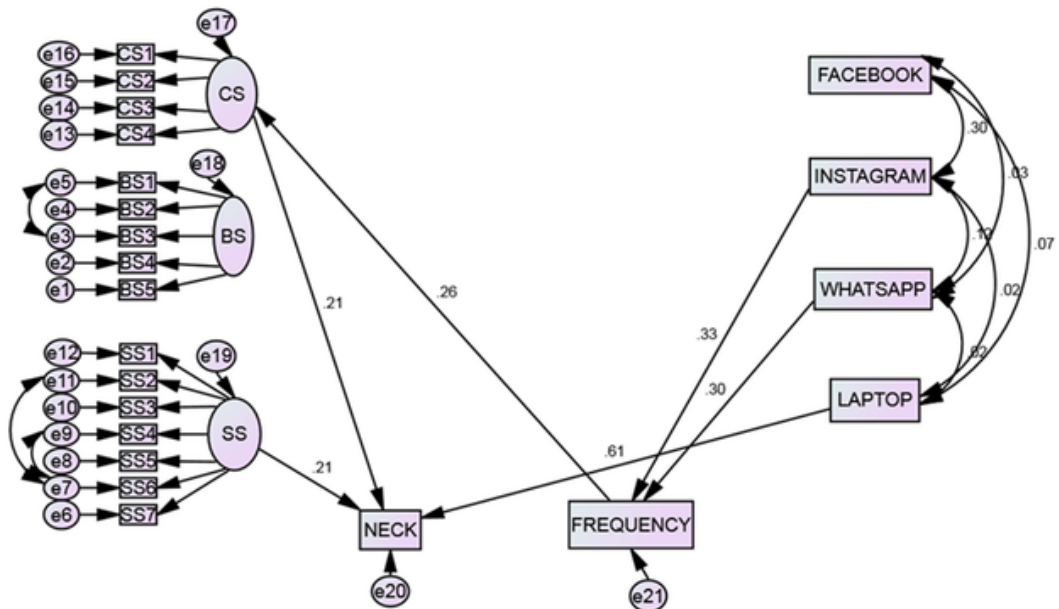 e17
e16 CS1
e15 CS2 CS
e14 CS3
e13 CS4
e18
e5 BS1
e4 BS2
e3 BS3 BS
e2 BS4
e1 BS5
e12 SS1 e19
e11 SS2
e10 SS3
e9 SS4 SS
e8 SS5
e7 SS6
e6 SS7
FACEBOOK
.30
INSTAGRAM .03
.07
WHATSAPP .02
.02
LAPTOP
.21
.26
.33
.30
.61
.21
NECK
FREQUENCY
e20
e21